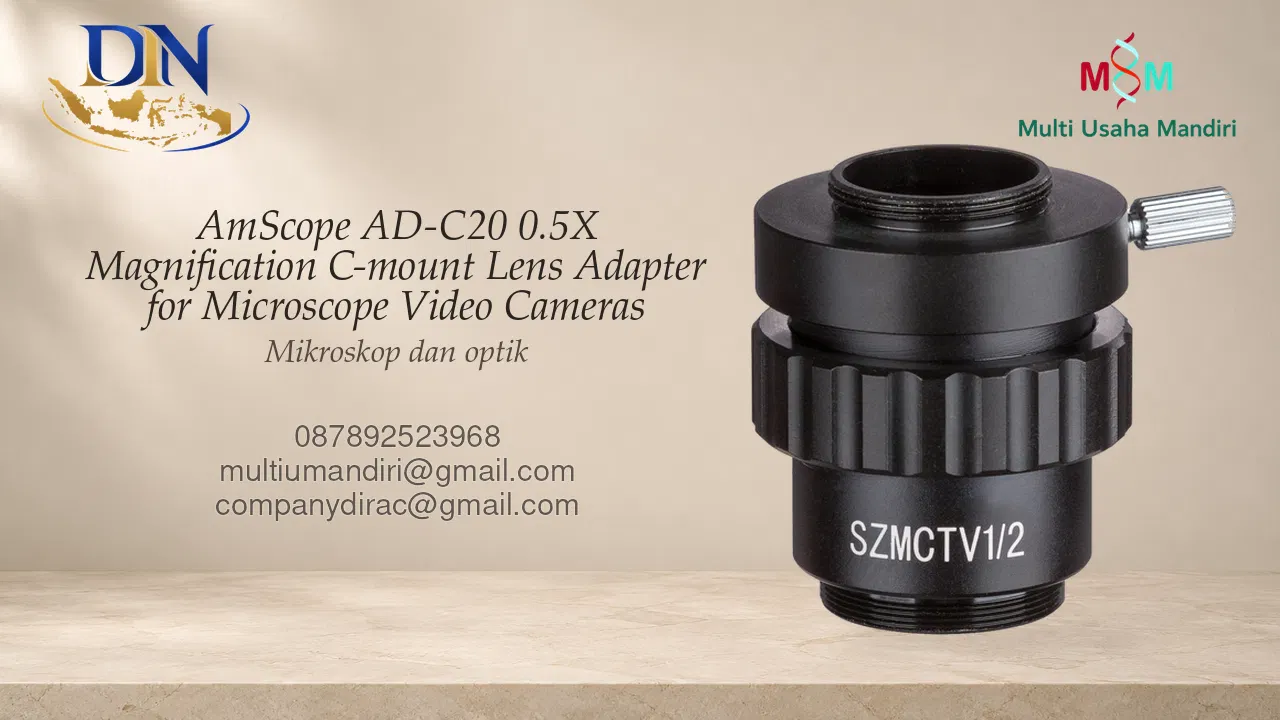 DN
M M
Multi Usaha Mandiri
AmScope AD-C20 0.5X
Magnification C-mount Lens Adapter
for Microscope Video Cameras
Mikroskop dan optik
087892523968
multiumandiri@gmail.com
companydirac@gmail.com
SZMCTV1/2